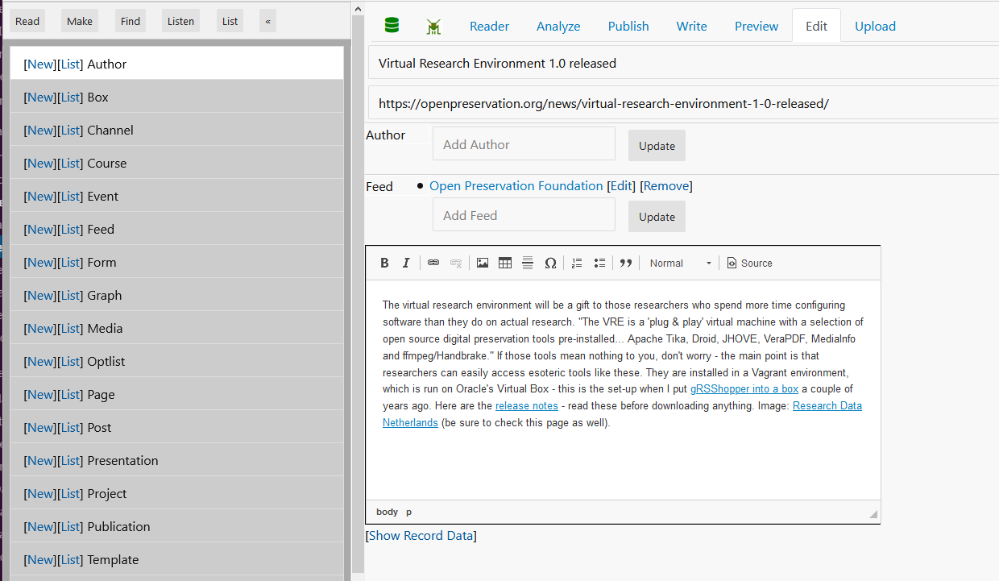 Read Make Find Listen List «
[New][List] Author
[New][List] Box
[New][List] Channel
[New][List] Course
[New][List] Event
[New][List] Feed
[New][List] Form
[New][List] Graph
[New][List] Media
[New][List] Optlist
[New][List] Page
[New][List] Post
[New][List] Presentation
[New][List] Project
[New][List] Publication
[New][List] Template
Reader Analyze Publish Write Preview Edit Upload
Virtual Research Environment 1.0 released
https://openpreservation.org/news/virtual-research-environment-1-0-released/
Author Add Author Update
Feed • Open Preservation Foundation [Edit] [Remove]
Add Feed Update
B I Ω Normal Source
The virtual research environment will be a gift to those researchers who spend more time configuring
software than they do on actual research. "The VRE is a 'plug & play' virtual machine with a selection of
open source digital preservation tools pre-installed... Apache Tika, Droid, JHOVE, VeraPDF, MediaInfo
and ffmpeg/Handbrake." If those tools mean nothing to you, don't worry - the main point is that
researchers can easily access esoteric tools like these. They are installed in a Vagrant environment,
which is run on Oracle's Virtual Box - this is the set-up when I put gRSShopper into a box a couple of
years ago. Here are the release notes - read these before downloading anything. Image: Research Data
Netherlands (be sure to check this page as well).
body p
[Show Record Data]